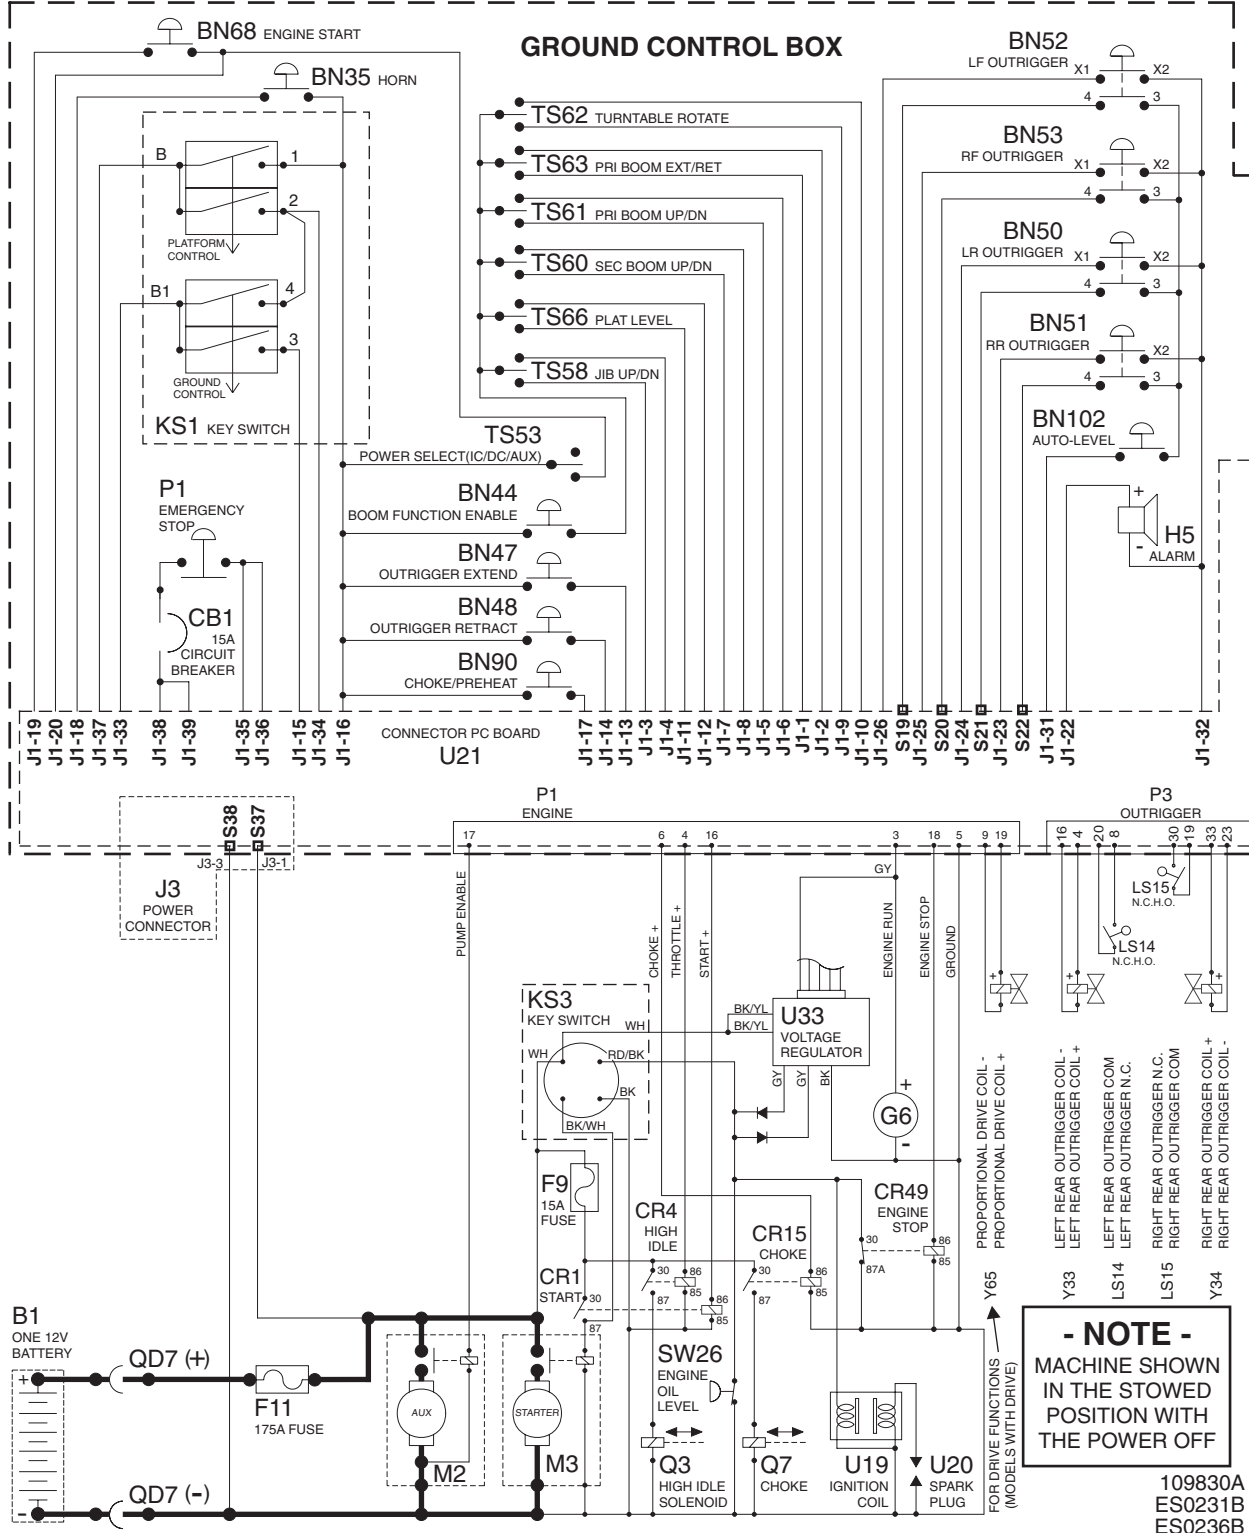 GROUND CONTROL BOX
BN68 ENGINE START
BN35 HORN
B
1
2
PLATFORM
CONTROL
B1
4
3
GROUND
CONTROL
KS1 KEY SWITCH
TS62 TURNTABLE ROTATE
TS63 PRI BOOM EXT/RET
TS61 PRI BOOM UP/DN
TS60 SEC BOOM UP/DN
TS66 PLAT LEVEL
TS58 JIB UP/DN
TS53
POWER SELECT(IC/DC/AUX)
BN44
BOOM FUNCTION ENABLE
BN47
OUTRIGGER EXTEND
BN48
OUTRIGGER RETRACT
BN90
CHOKE/PREHEAT
P1
EMERGENCY
STOP
CB1
15A
CIRCUIT
BREAKER
BN52
LF OUTRIGGER
X1
X2
4
3
BN53
RF OUTRIGGER
X1
X2
4
3
BN50
LR OUTRIGGER
X1
X2
4
3
BN51
RR OUTRIGGER
X2
4
3
BN102
AUTO-LEVEL
+
-
H5
ALARM
J1-19
J1-20
J1-18
J1-37
J1-33
J1-38
J1-39
J1-35
J1-36
J1-15
J1-34
J1-16
CONNECTOR PC BOARD
U21
J1-17
J1-14
J1-13
J1-3
J1-4
J1-11
J1-12
J1-7
J1-8
J1-5
J1-6
J1-1
J1-2
J1-9
J1-10
J1-26
S19
J1-25
S20
J1-24
S21
J1-23
S22
J1-31
J1-22
J1-32
S38
S37
J3-3
J3-1
J3
POWER
CONNECTOR
P1
ENGINE
17
6
4
16
3
18
5
9
19
P3
OUTRIGGER
16
4
20
8
30
19
33
23
PUMP ENABLE
CHOKE +
THROTTLE +
START +
GY
ENGINE RUN
ENGINE STOP
GROUND
LS15
N.C.H.O.
LS14
N.C.H.O.
+
+
+
KS3
KEY SWITCH
WH
WH
RD/BK
BK
BK/WH
BK/YL
BK/YL
U33
VOLTAGE
REGULATOR
GY
GY
BK
+
G6
-
F9
15A
FUSE
CR4
HIGH
IDLE
30
87
86
85
CR15
CHOKE
30
87
86
85
CR49
ENGINE
STOP
30
87A
86
85
CR1
START
30
87
86
85
PROPORTIONAL DRIVE COIL -
PROPORTIONAL DRIVE COIL +
LEFT REAR OUTRIGGER COIL -
LEFT REAR OUTRIGGER COIL +
LEFT REAR OUTRIGGER COM
LEFT REAR OUTRIGGER N.C.
RIGHT REAR OUTRIGGER N.C.
RIGHT REAR OUTRIGGER COM
RIGHT REAR OUTRIGGER COIL +
RIGHT REAR OUTRIGGER COIL -
Y65
Y33
LS14
LS15
Y34
FOR DRIVE FUNCTIONS
(MODELS WITH DRIVE)
B1
ONE 12V
BATTERY
+
-
QD7 (+)
QD7 (-)
F11
175A FUSE
AUX
M2
STARTER
M3
SW26
ENGINE
OIL
LEVEL
Q3
HIGH IDLE
SOLENOID
Q7
CHOKE
U19
IGNITION
COIL
U20
SPARK
PLUG
- NOTE -
MACHINE SHOWN
IN THE STOWED
POSITION WITH
THE POWER OFF
109830A
ES0231B
ES0236B